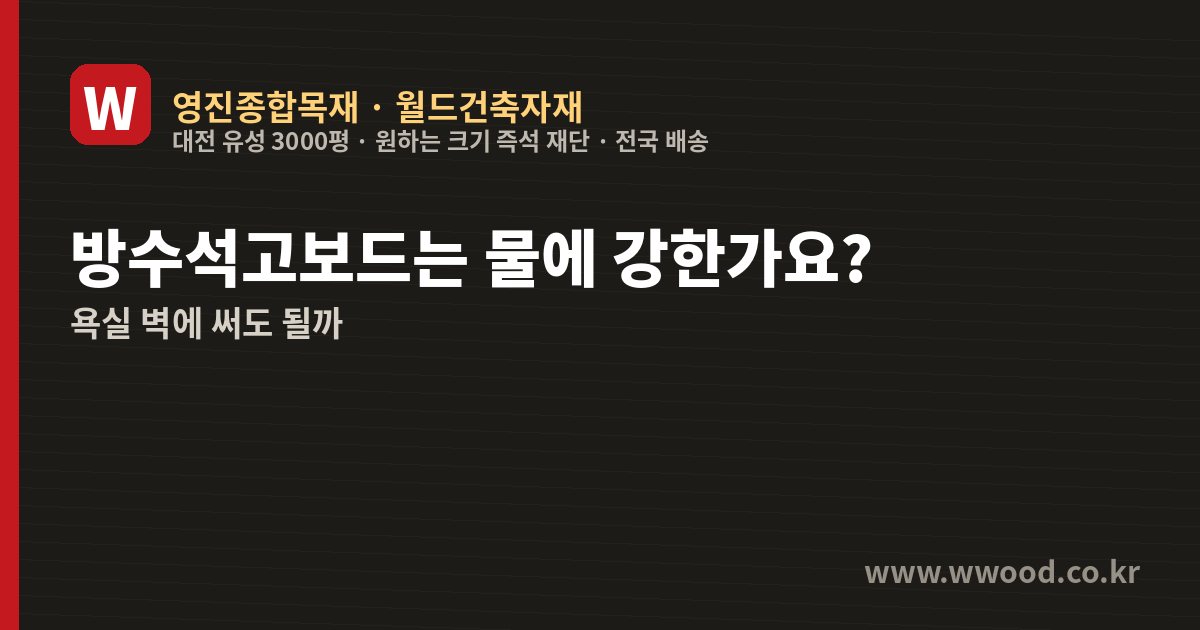 W
영진종합목재 · 월드건축자재
대전 유성 3000평 · 원하는 크기 즉석 재단 · 전국 배송
방수석고보드는 물에 강한가요?
욕실 벽에 써도 될까
www.wwood.co.kr